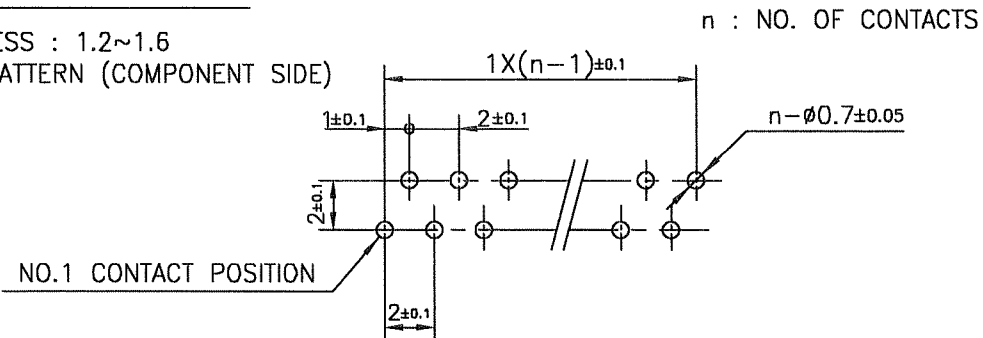 n : NO. OF CONTACTS
ESS : 1.2~1.6
ATTERN (COMPONENT SIDE)
1X(n-1)±0.1
1±0.1
2±0.1
n-ø0.7±0.05
2±0.1
NO.1 CONTACT POSITION
2±0.1